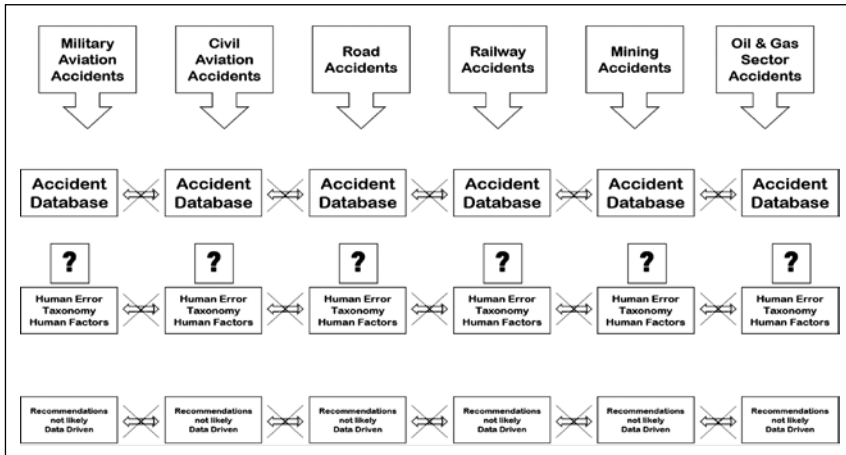 Military
Aviation
Accidents
Civil
Aviation
Accidents
Road
Accidents
Railway
Accidents
Mining
Accidents
Oil & Gas
Sector
Accidents
Accident
Database
Accident
Database
Accident
Database
Accident
Database
Accident
Database
Accident
Database
?
?
?
?
?
?
Human Error
Taxonomy
Human Factors
Human Error
Taxonomy
Human Factors
Human Error
Taxonomy
Human Factors
Human Error
Taxonomy
Human Factors
Human Error
Taxonomy
Human Factors
Human Error
Taxonomy
Human Factors
Recommendations
not likely
Data Driven
Recommendations
not likely
Data Driven
Recommendations
not likely
Data Driven
Recommendations
not likely
Data Driven
Recommendations
not likely
Data Driven
Recommendations
not likely
Data Driven